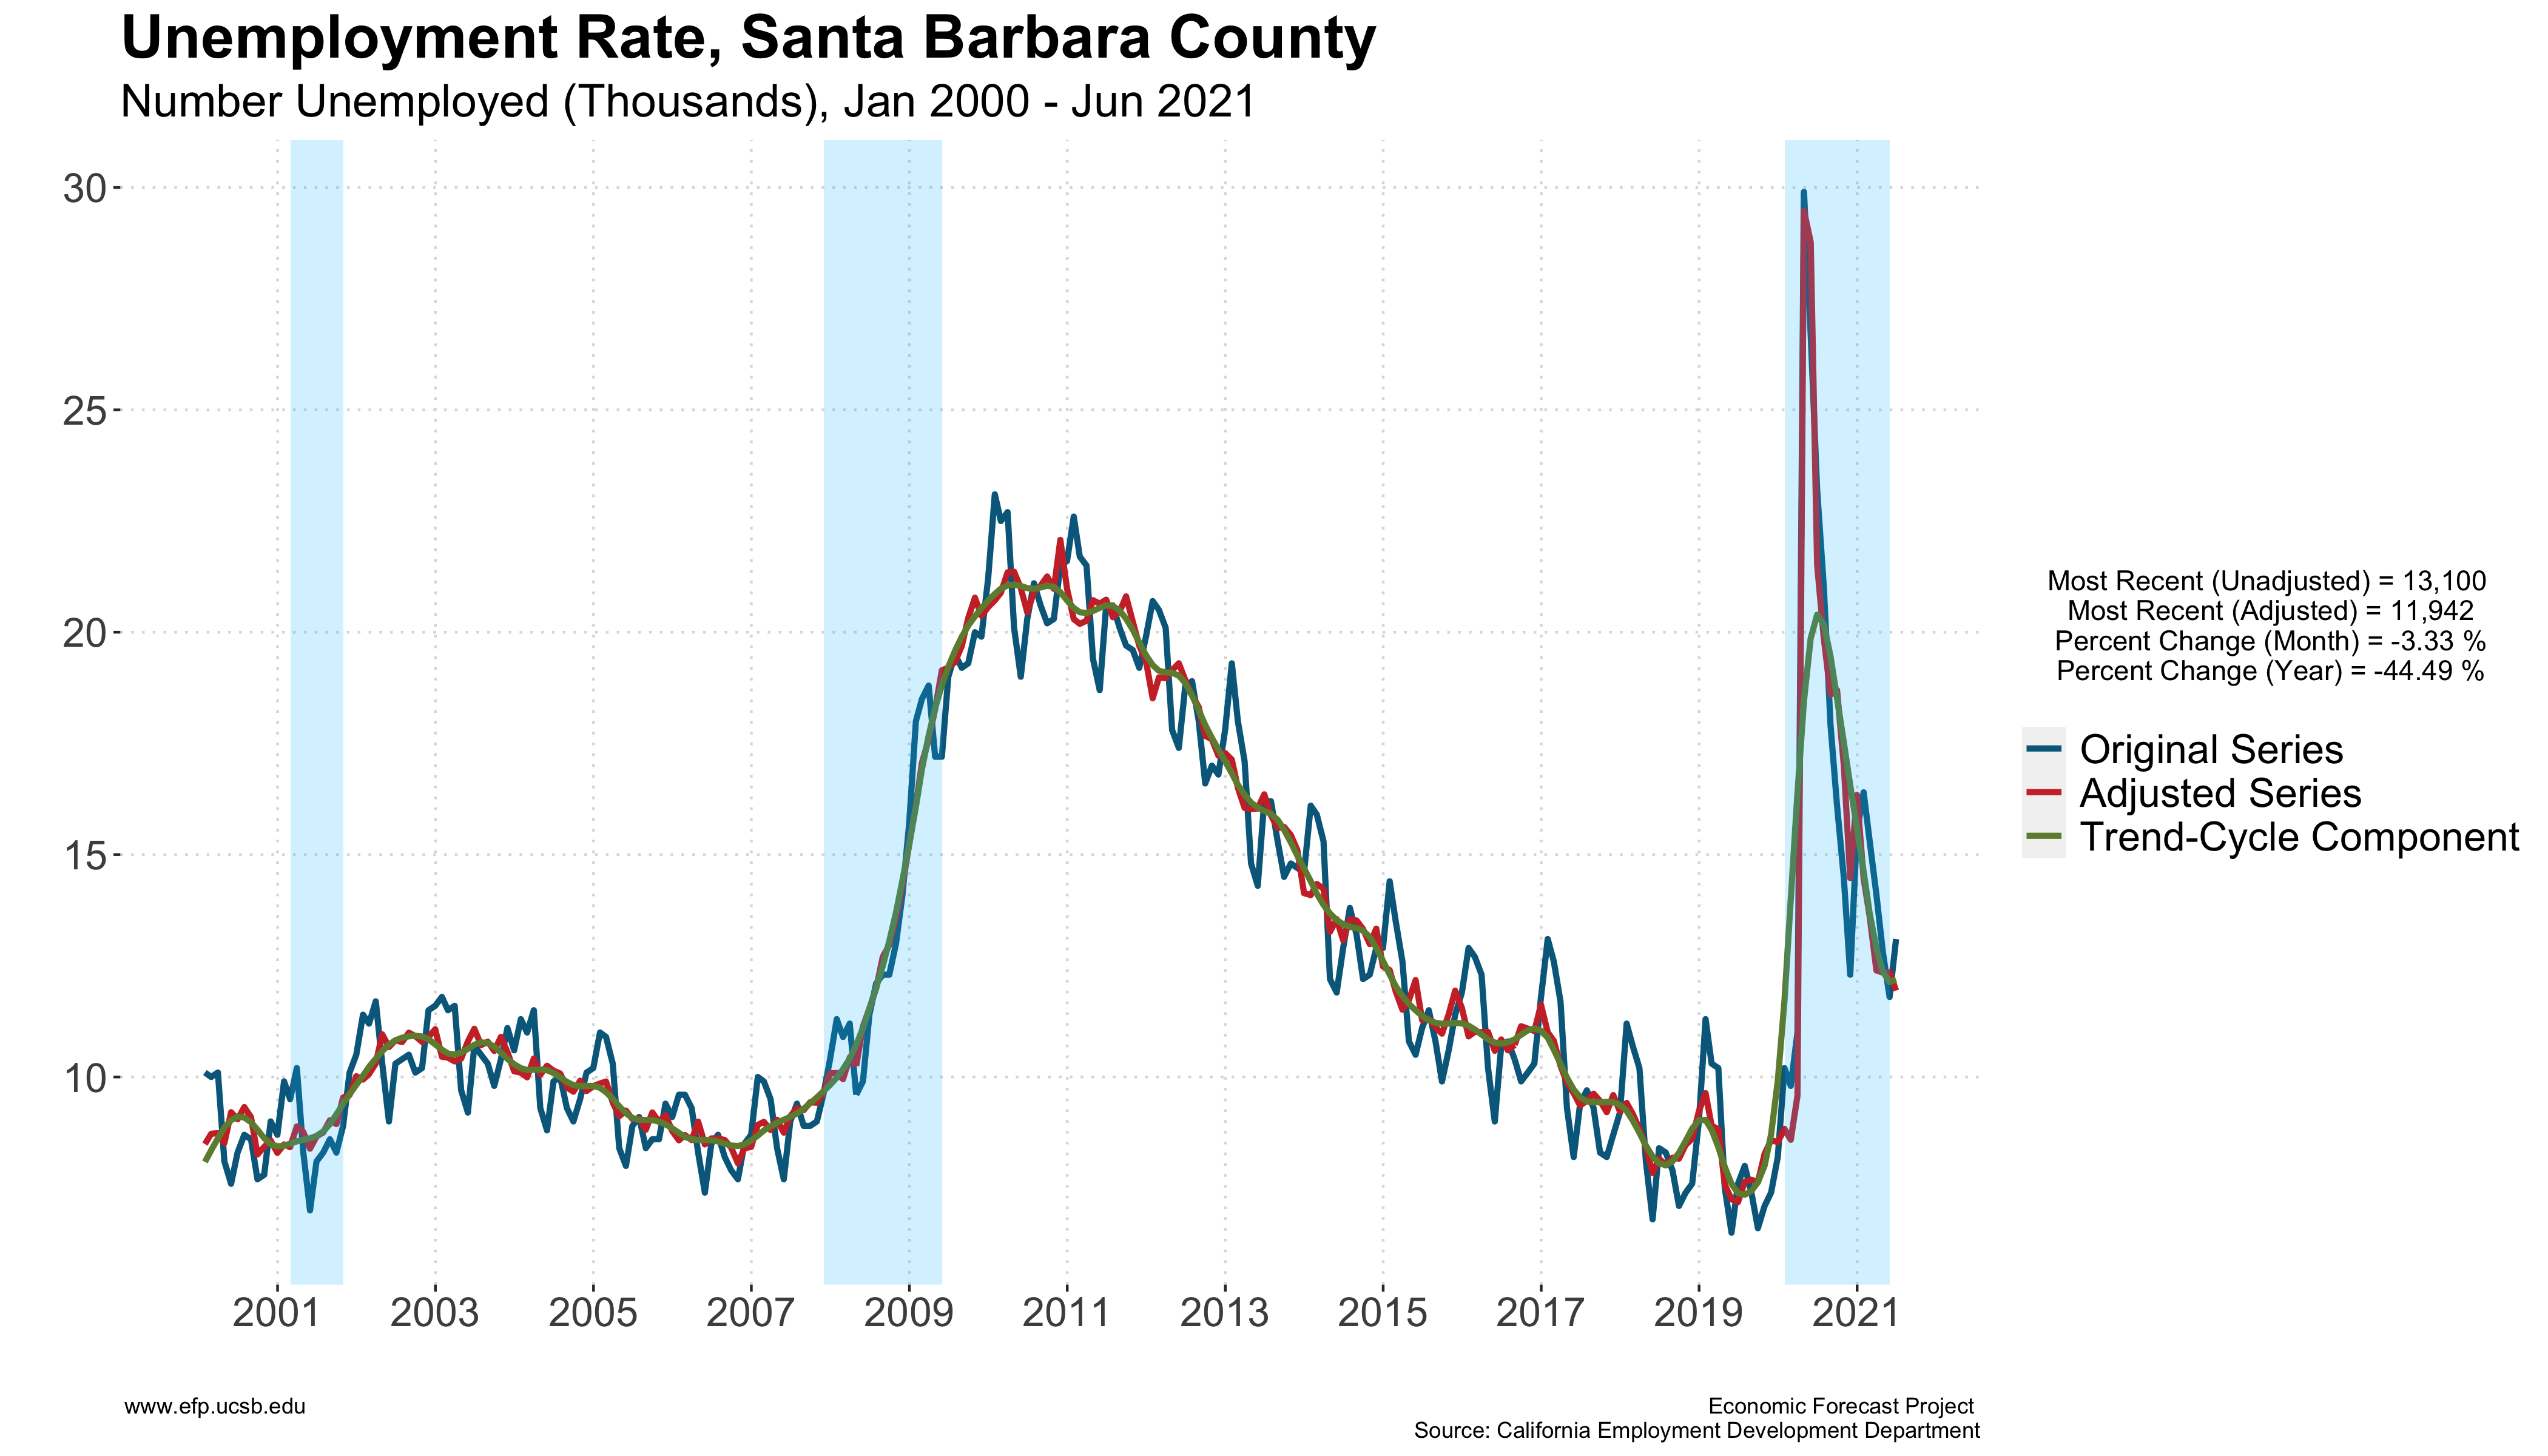 Unemployment Rate, Santa Barbara County
Number Unemployed (Thousands), Jan 2000 - Jun 2021
30
25
20
15
10
2001 2003 2005 2007 2009 2011 2013 2015 2017 2019 2021
Most Recent (Unadjusted) = 13,100
Most Recent (Adjusted) = 11,942
Percent Change (Month) = -3.33 %
Percent Change (Year) = -44.49 %
Original Series
Adjusted Series
Trend-Cycle Component
www.efp.ucsb.edu
Economic Forecast Project
Source: California Employment Development Department